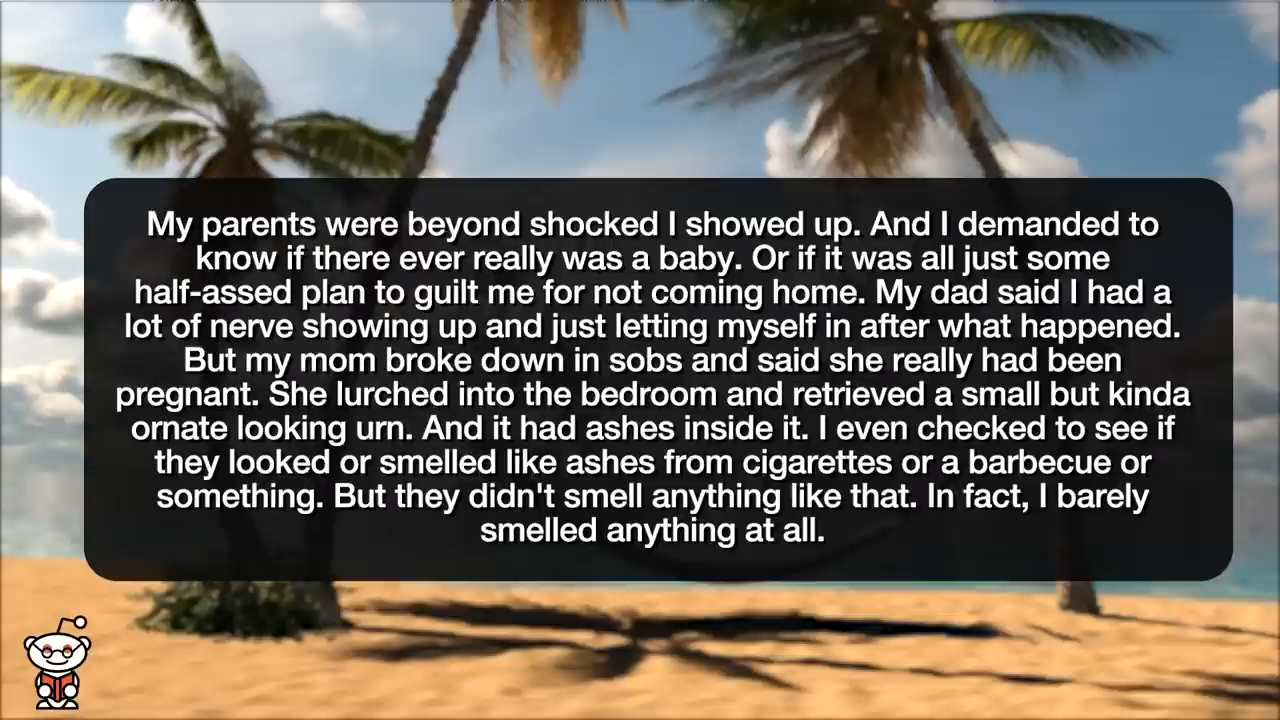 My parents were beyond shocked I showed up. And I demanded to
know if there ever really was a baby. Or if it was all just some
half-assed plan to guilt me for not coming home. My dad said I had a
lot of nerve showing up and just letting myself in after what happened.
But my mom broke down in sobs and said she really had been
pregnant. She lurched into the bedroom and retrieved a small but kinda
ornate looking urn. And it had ashes inside it. I even checked to see if
they looked or smelled like ashes from cigarettes or a barbecue or
something. But they didn't smell anything like that. In fact, I barely
smelled anything at all.